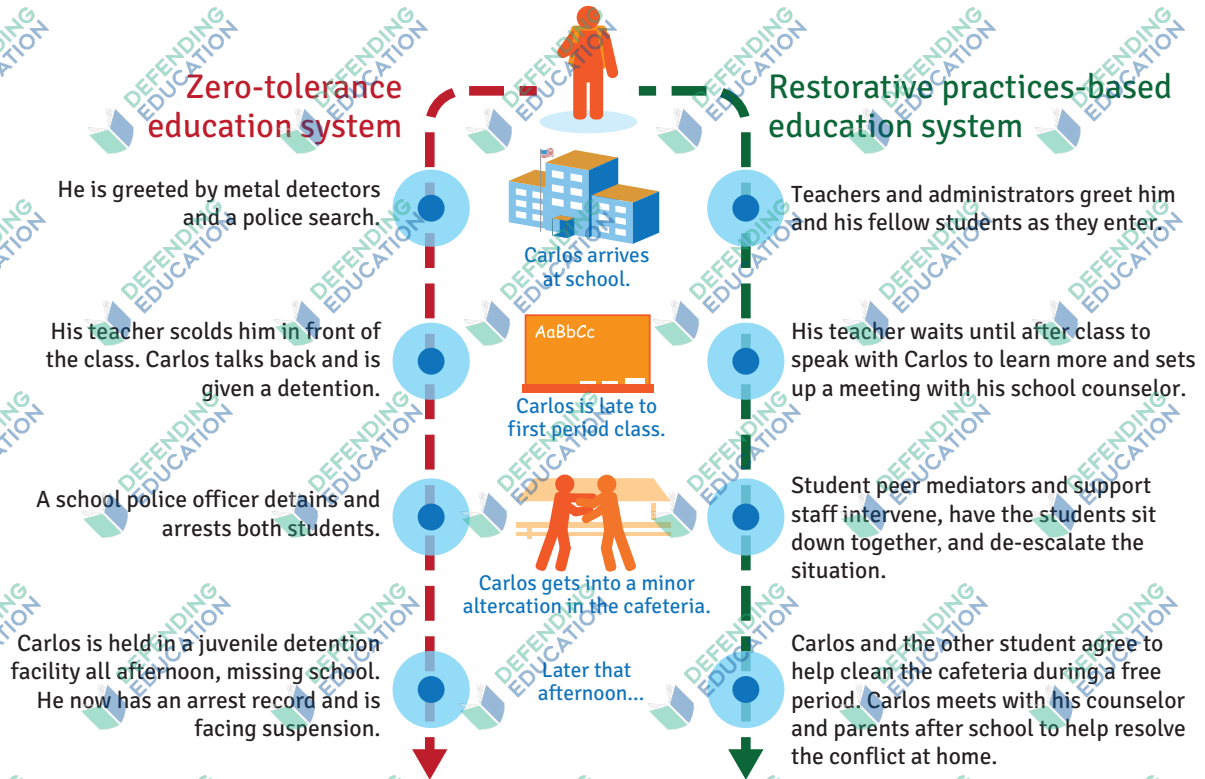 Zero-tolerance
education system
Restorative practices-based
education system
He is greeted by metal detectors
and a police search.
Carlos arrives
at school.
Teachers and administrators greet him
and his fellow students as they enter.
His teacher scolds him in front of
the class. Carlos talks back and is
given a detention.
AaBbCc
Carlos is late to
first period class.
His teacher waits until after class to
speak with Carlos to learn more and sets
up a meeting with his school counselor.
A school police officer detains and
arrests both students.
Carlos gets into a minor
altercation in the cafeteria.
Student peer mediators and support
staff intervene, have the students sit
down together, and de-escalate the
situation.
Carlos is held in a juvenile detention
facility all afternoon, missing school.
He now has an arrest record and is
facing suspension.
Later that
afternoon...
Carlos and the other student agree to
help clean the cafeteria during a free
period. Carlos meets with his counselor
and parents after school to help resolve
the conflict at home.
DEFENDING
EDUCATION